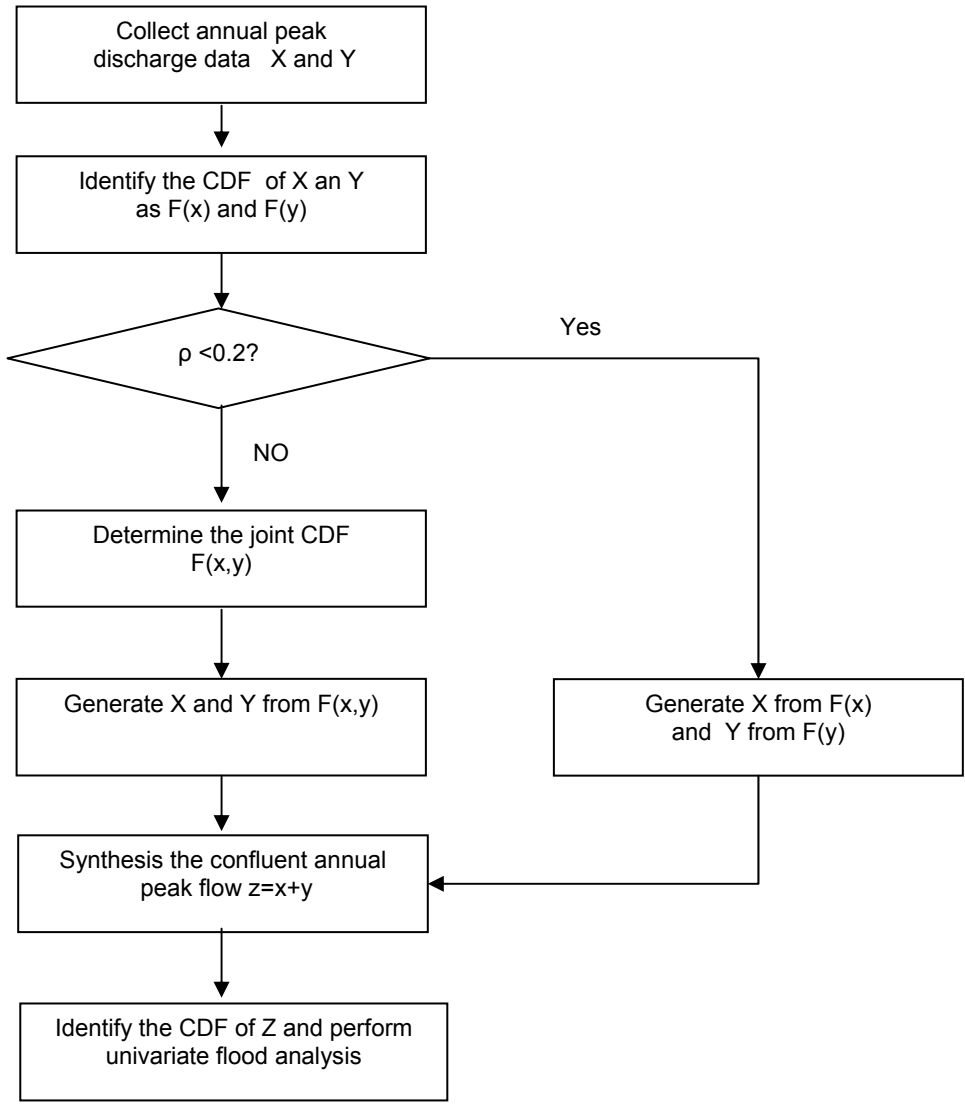 Collect annual peak
discharge data X and Y
Identify the CDF of X an Y
as F(x) and F(y)
ρ <0.2?
Yes
NO
Determine the joint CDF
F(x,y)
Generate X and Y from F(x,y)
Generate X from F(x)
and Y from F(y)
Synthesis the confluent annual
peak flow z=x+y
Identify the CDF of Z and perform
univariate flood analysis